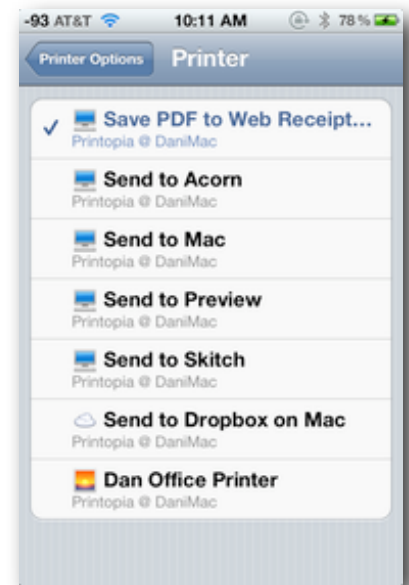 -93 AT&T 10:11 AM 78%
Printer Options Printer
Save PDF to Web Receipt...
Printopia @ DaniMac
Send to Acorn
Printopia @ DaniMac
Send to Mac
Printopia @ DaniMac
Send to Preview
Printopia @ DaniMac
Send to Skitch
Printopia @ DaniMac
Send to Dropbox on Mac
Printopia @ DaniMac
Dan Office Printer
Printopia @ DaniMac